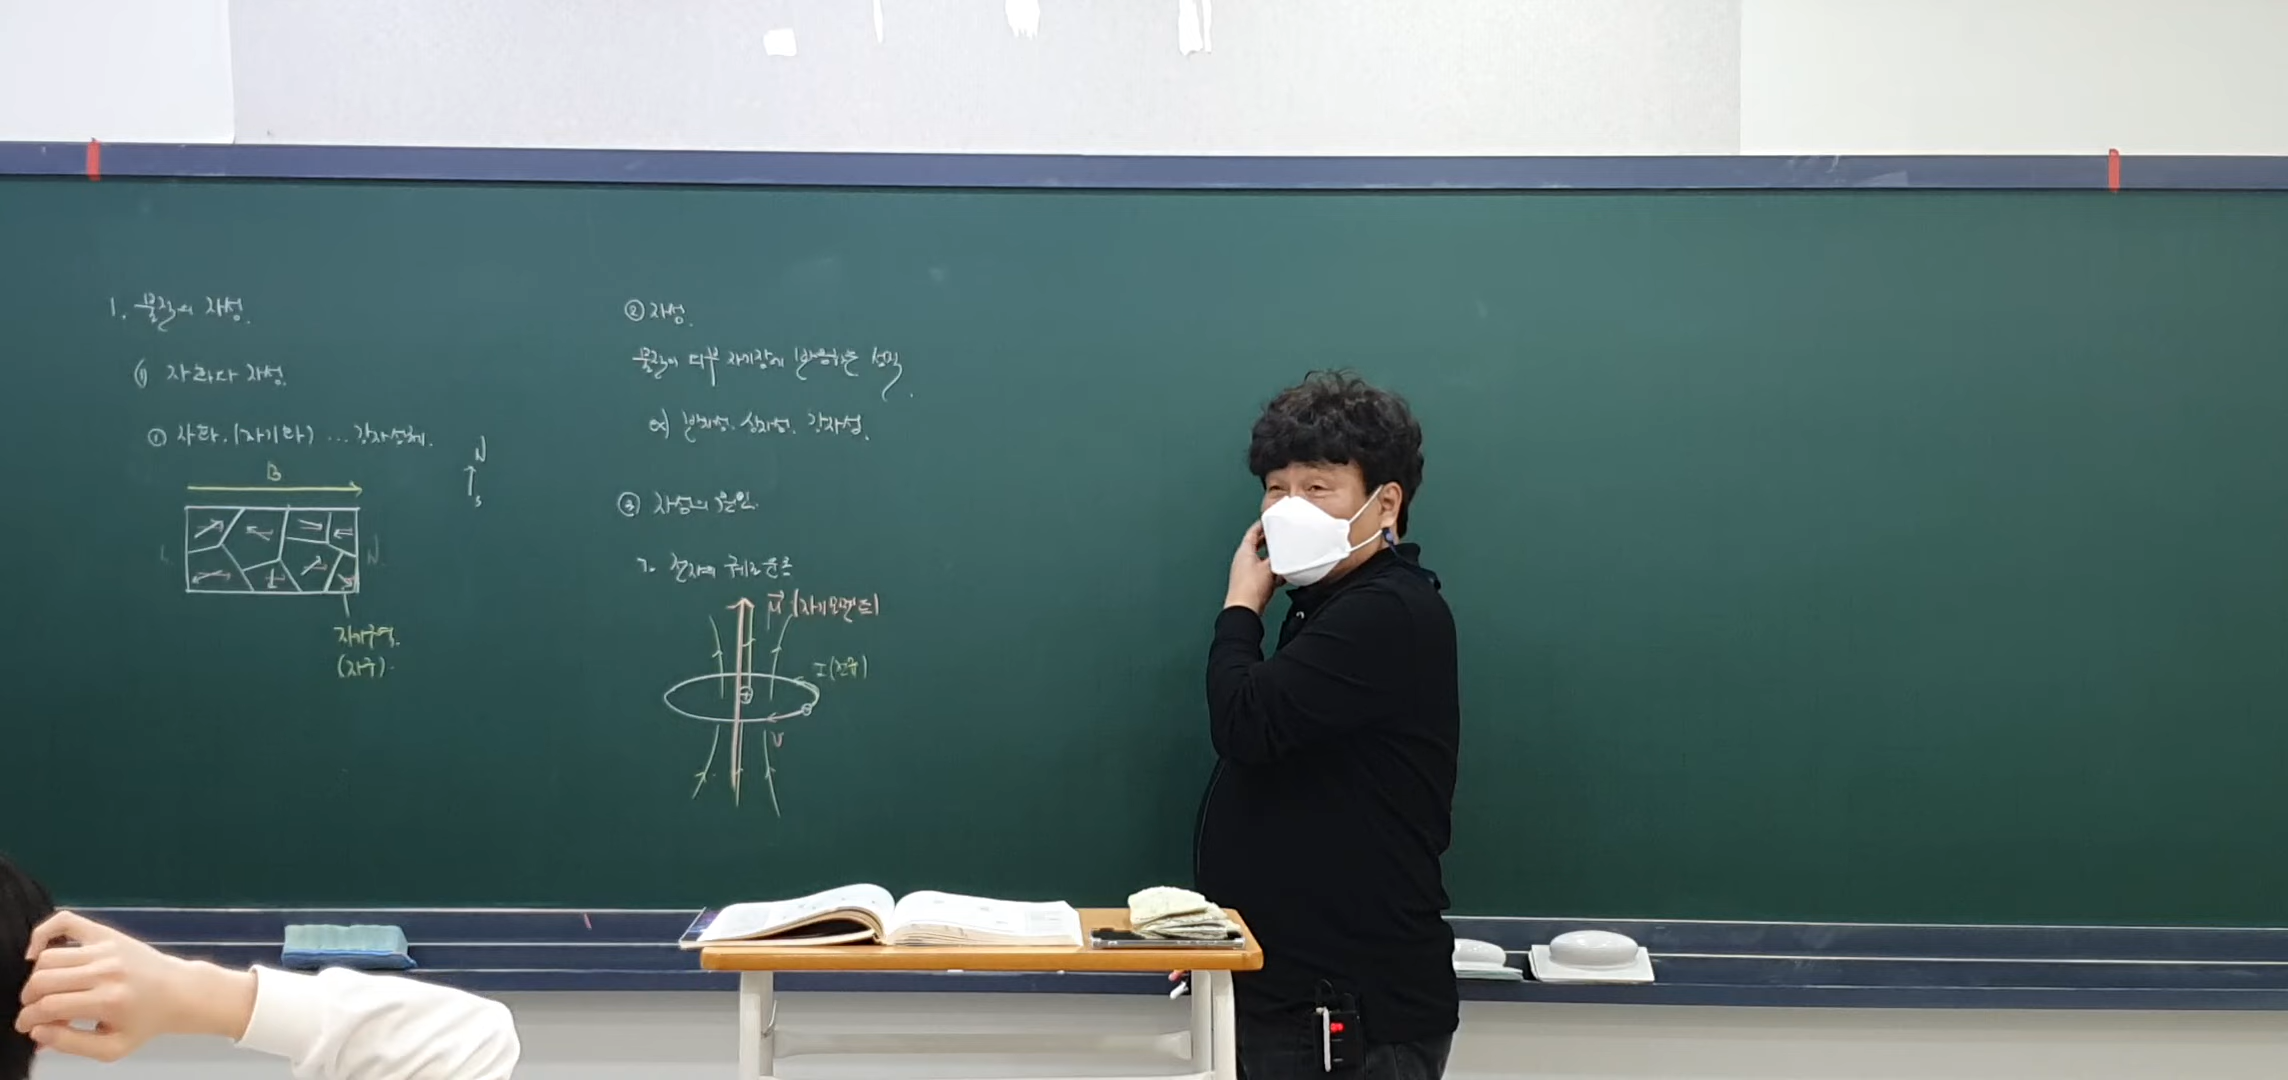 1. 물질의 자성.
(1) 자화와 자성.
① 자화. (자기화) ... 강자성체.
N
S
B
N
자기구역.
(자구).
② 자성.
물질이 외부 자기장에 반응하는 성질.
ex) 반자성. 상자성. 강자성.
③ 자성의 원인.
ㄱ. 전자의 궤도 운동
μ (자기모멘트)
I (전류)
+
-
v